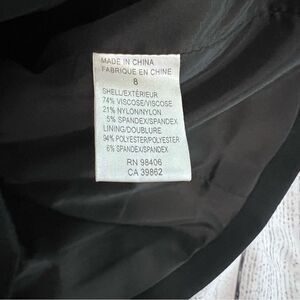 MADE IN CHINA
FABRIQUE EN CHINE
8
SHELL/EXTÉRIEUR
74% VISCOSE/VISCOSE
21% NYLON/NYLON
5% SPANDEX/SPANDEX
LINING/DOUBLURE
94% POLYESTER/POLYESTER
6% SPANDEX/SPANDEX
RN 98406
CA 39862